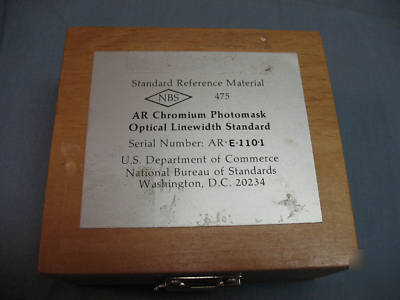 Standard Reference Material
NBS 475
AR Chromium Photomask
Optical Linewidth Standard
Serial Number: AR-E-110-1
U.S. Department of Commerce
National Bureau of Standards
Washington, D.C. 20234
©PICTURE